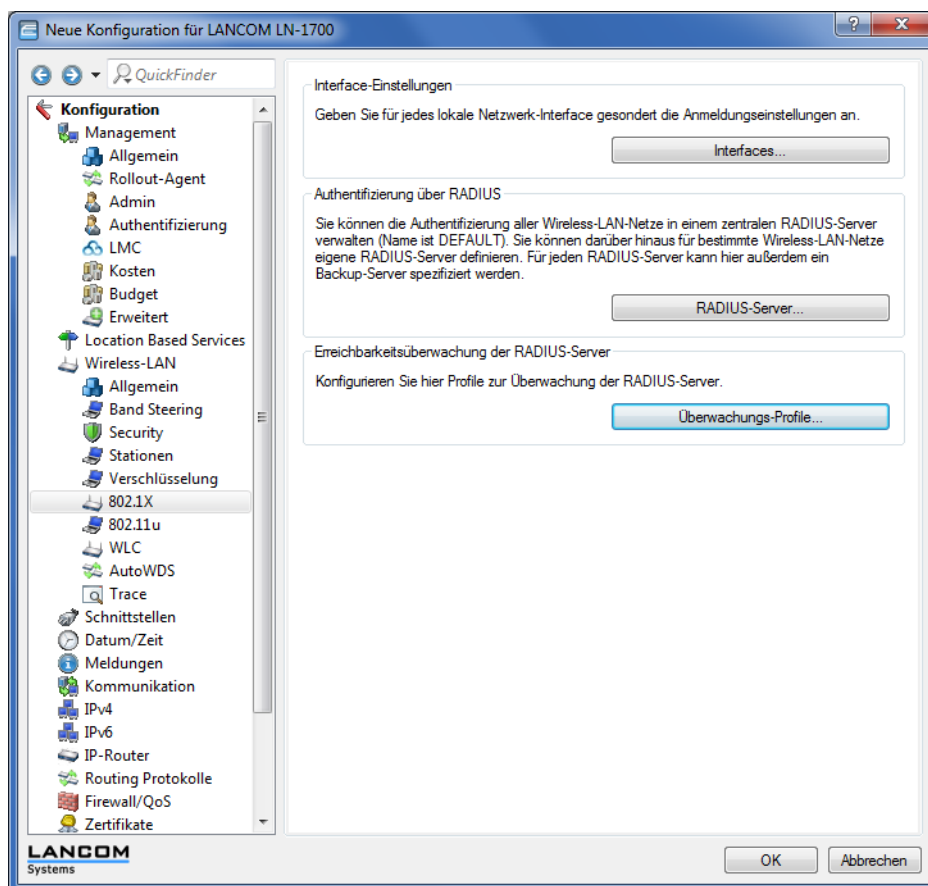 Neue Konfiguration für LANCOM LN-1700
QuickFinder
Konfiguration
Management
Allgemein
Rollout-Agent
Admin
Authentifizierung
LMC
Kosten
Budget
Erweitert
Location Based Services
Wireless-LAN
Allgemein
Band Steering
Security
Stationen
Verschlüsselung
802.1X
802.11u
WLC
AutoWDS
Trace
Schnittstellen
Datum/Zeit
Meldungen
Kommunikation
IPv4
IPv6
IP-Router
Routing Protokolle
Firewall/QoS
Zertifikate
Interface-Einstellungen
Geben Sie für jedes lokale Netzwerk-Interface gesondert die Anmeldungseinstellungen an.
Interfaces...
Authentifizierung über RADIUS
Sie können die Authentifizierung aller Wireless-LAN-Netze in einem zentralen RADIUS-Server
verwalten (Name ist DEFAULT). Sie können darüber hinaus für bestimmte Wireless-LAN-Netze
eigene RADIUS-Server definieren. Für jeden RADIUS-Server kann hier außerdem ein
Backup-Server spezifiziert werden.
RADIUS-Server...
Erreichbarkeitsüberwachung der RADIUS-Server
Konfigurieren Sie hier Profile zur Überwachung der RADIUS-Server.
Überwachungs-Profile...
LANCOM
Systems
OK
Abbrechen